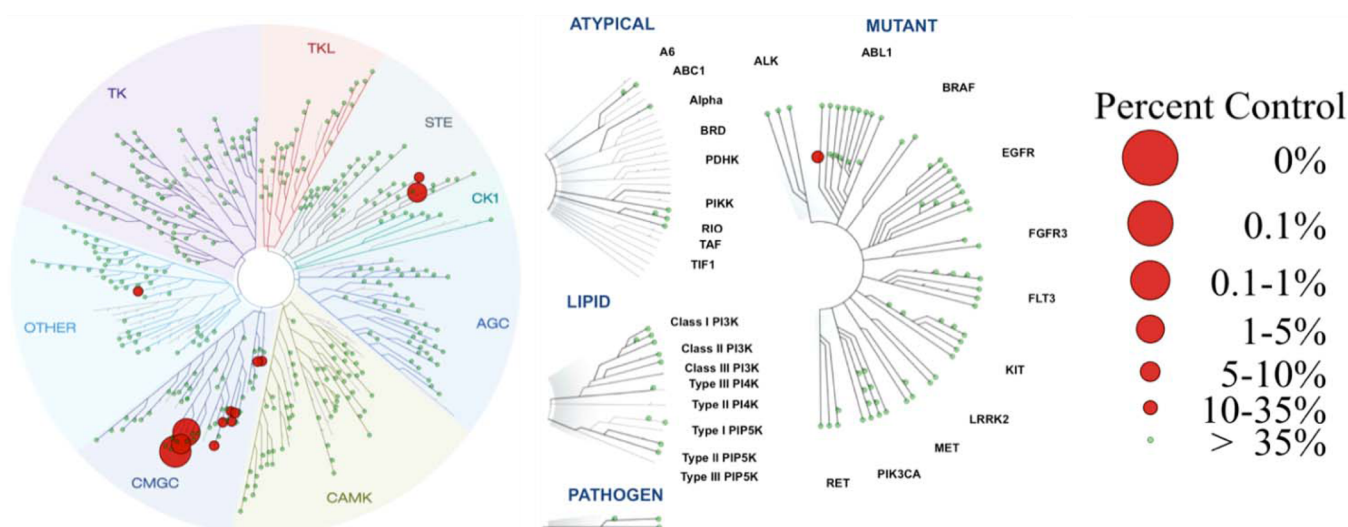 TKL
TK
STE
CK1
AGC
OTHER
CMGC
CAMK
ATYPICAL
A6
ABC1
Alpha
BRD
PDHK
PIKK
RIO
TAF
TIF1
LIPID
Class I PI3K
Class II PI3K
Class III PI3K
Type III PI4K
Type II PI4K
Type I PIP5K
Type II PIP5K
Type III PIP5K
PATHOGEN
MUTANT
ALK
ABL1
BRAF
EGFR
FGFR3
FLT3
KIT
LRRK2
MET
PIK3CA
RET
Percent Control
0%
0.1%
0.1-1%
1-5%
5-10%
10-35%
> 35%